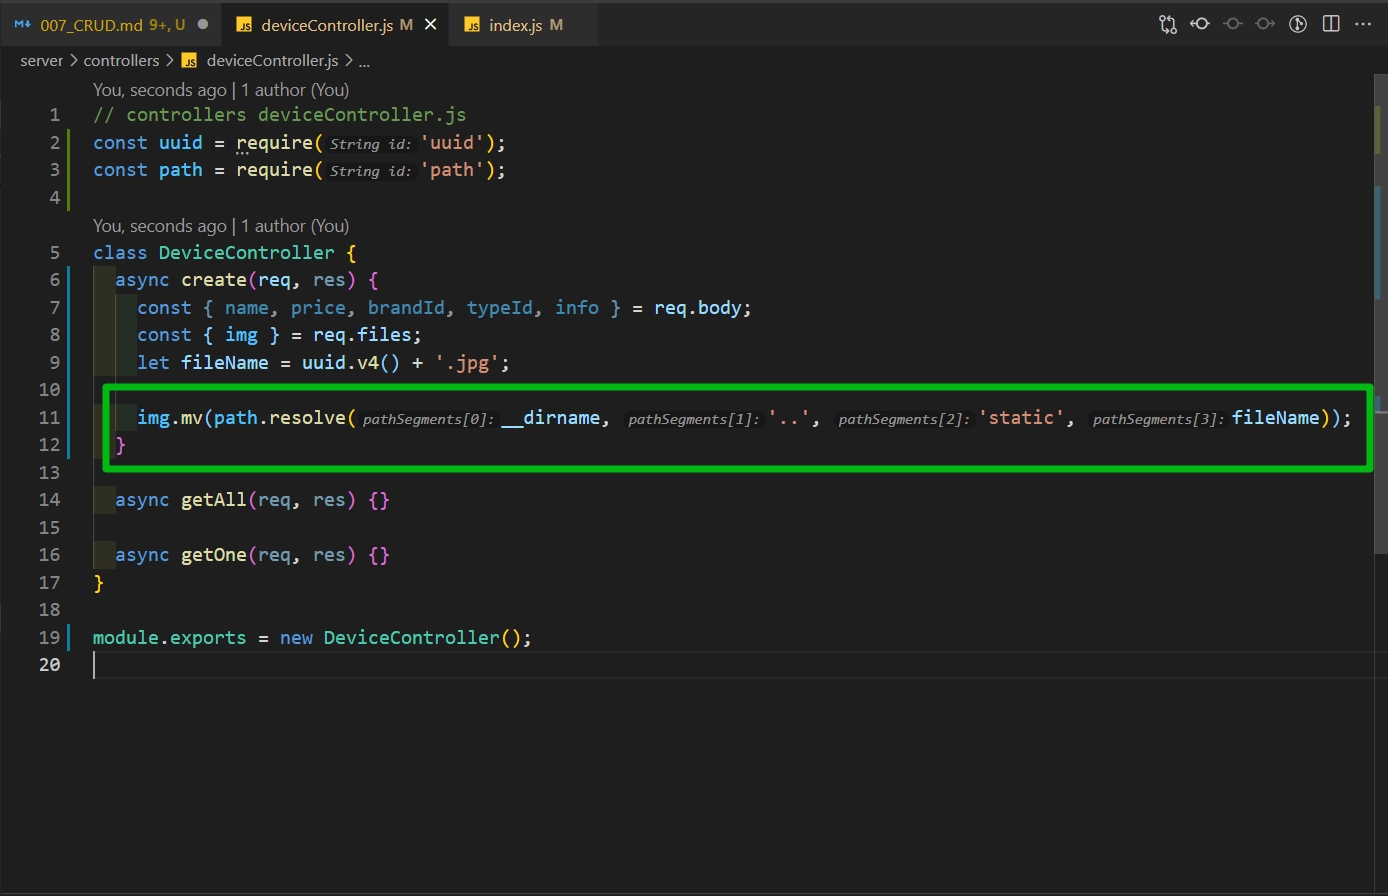 007_CRUD.md 9+, U JS deviceController.js M JS index.js M
server controllers JS deviceController.js ...
You, seconds ago | 1 author (You)
1 // controllers deviceController.js
2 const uuid = require( String id: 'uuid');
3 const path = require( String id: 'path');
4
You, seconds ago | 1 author (You)
5 class DeviceController {
6 async create(req, res) {
7 const { name, price, brandId, typeId, info } = req.body;
8 const { img } = req.files;
9 let fileName = uuid.v4() + '.jpg';
10
11 img.mv(path.resolve( pathSegments[0]: __dirname, pathSegments[1]: '..', pathSegments[2]: 'static', pathSegments[3]: fileName));
12 }
13
14 async getAll(req, res) {}
15
16 async getOne(req, res) {}
17 }
18
19 module.exports = new DeviceController();
20